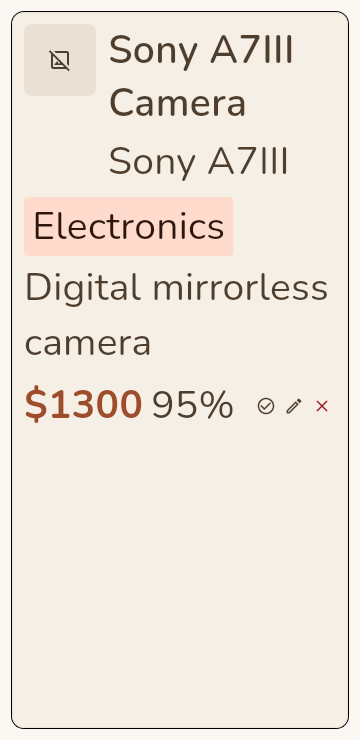 Sony A7III
Camera
Sony A7III
Electronics
Digital mirrorless
camera
$1300 95%